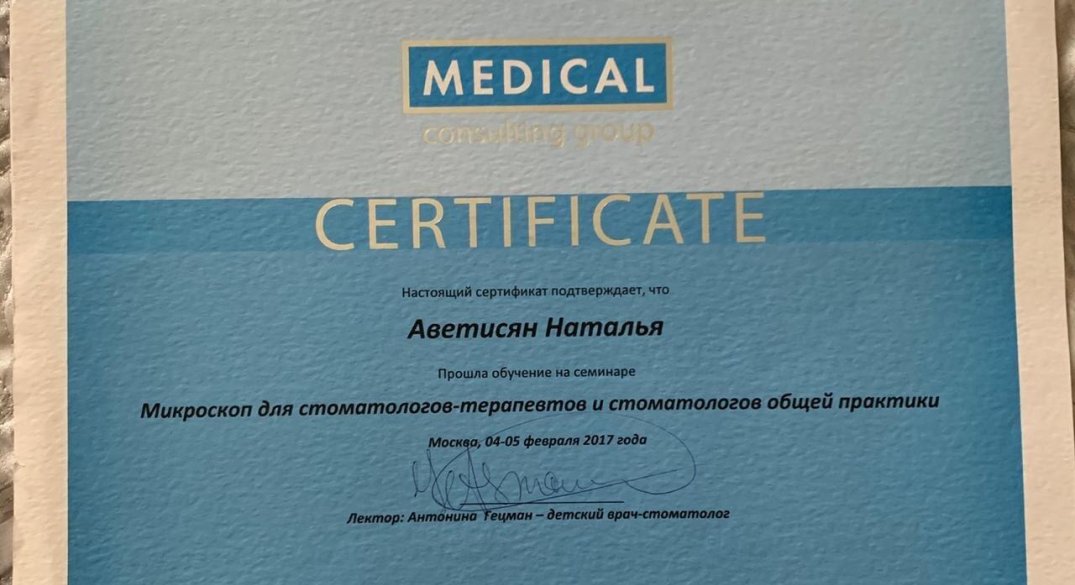 MEDICAL
consulting group
CERTIFICATE
Настоящий сертификат подтверждает, что
Аветисян Наталья
Прошла обучение на семинаре
Микроскоп для стоматологов-терапевтов и стоматологов общей практики
Москва, 04-05 февраля 2017 года
Лектор: Антонина Гецман – детский врач-стоматолог